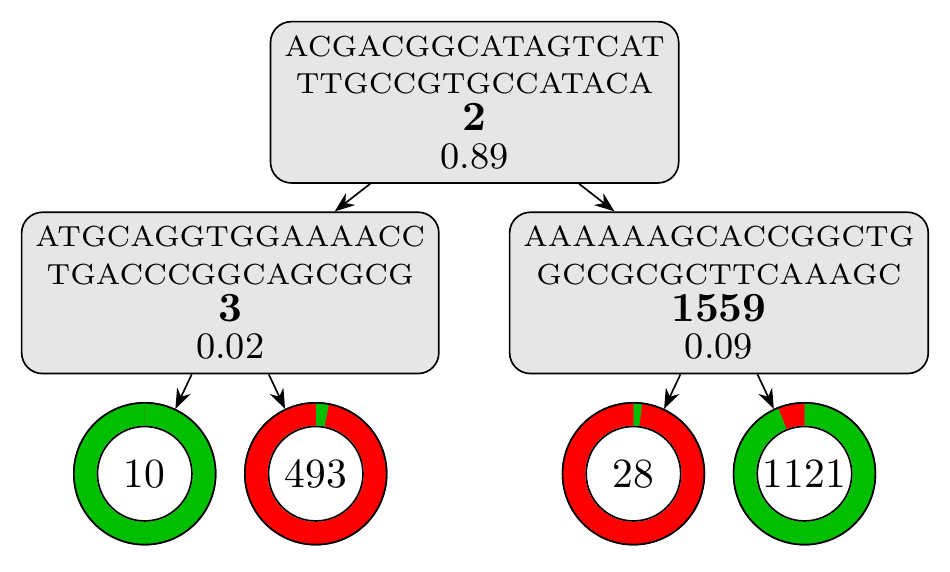 ACGACGGCATAGTCAT
TTGCCGTGCCATACA
2
0.89
ATGCAGGTGGAAAACC
TGACCCGGCAGCGCG
3
0.02
AAAAAAGCACCGGCTG
GCCGCGCTTCAAAGC
1559
0.09
10
493
28
1121